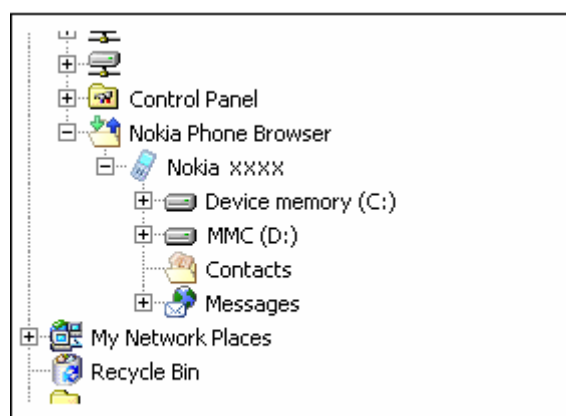 Control Panel
Nokia Phone Browser
Nokia xxxx
Device memory (C:)
MMC (D:)
Contacts
Messages
My Network Places
Recycle Bin